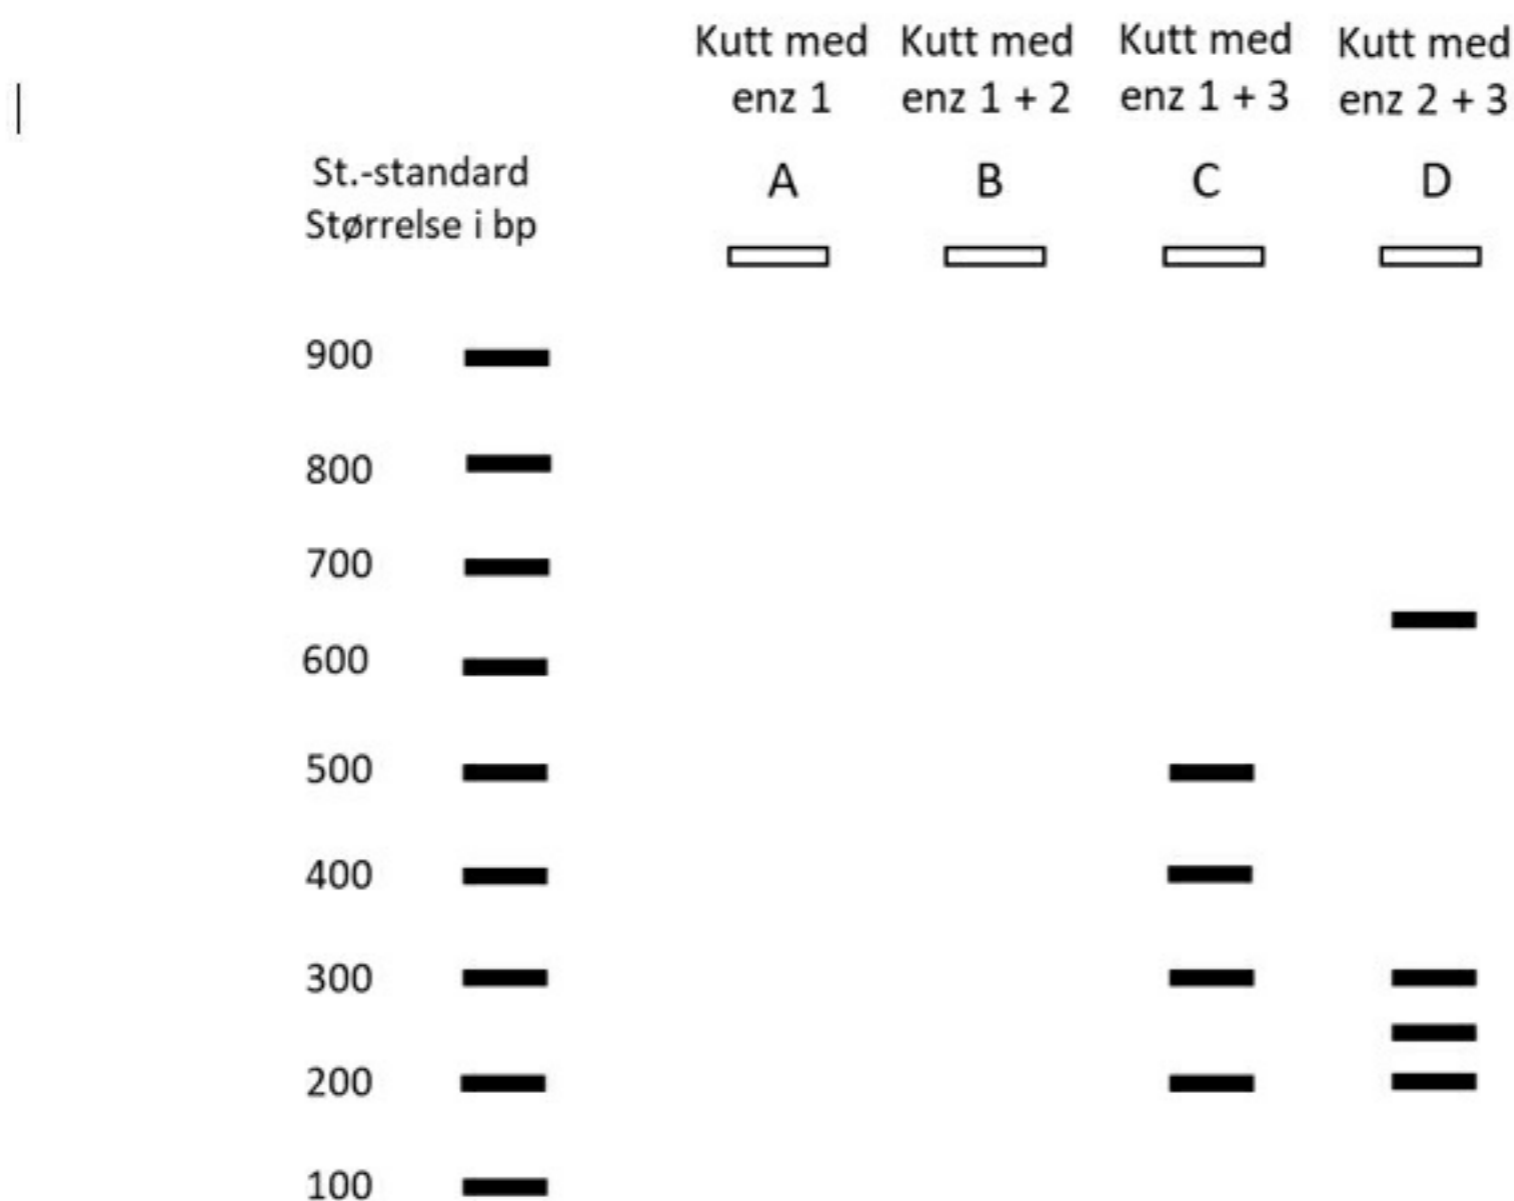 Kutt med Kutt med Kutt med Kutt med
enz 1 enz 1 + 2 enz 1 + 3 enz 2 + 3
St.-standard
Størrelse i bp
A B C D
900
800
700
600
500
400
300
200
100